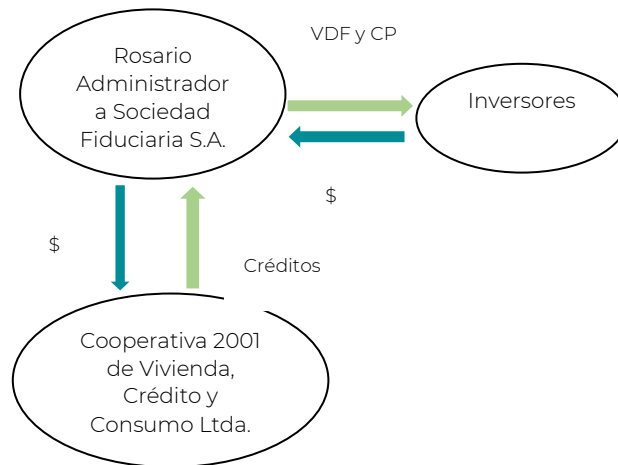 VDF y CP
Rosario
Administrador
a Sociedad
Fiduciaria S.A.
Inversores
$
$
Créditos
Cooperativa 2001
de Vivienda,
Crédito y
Consumo Ltda.